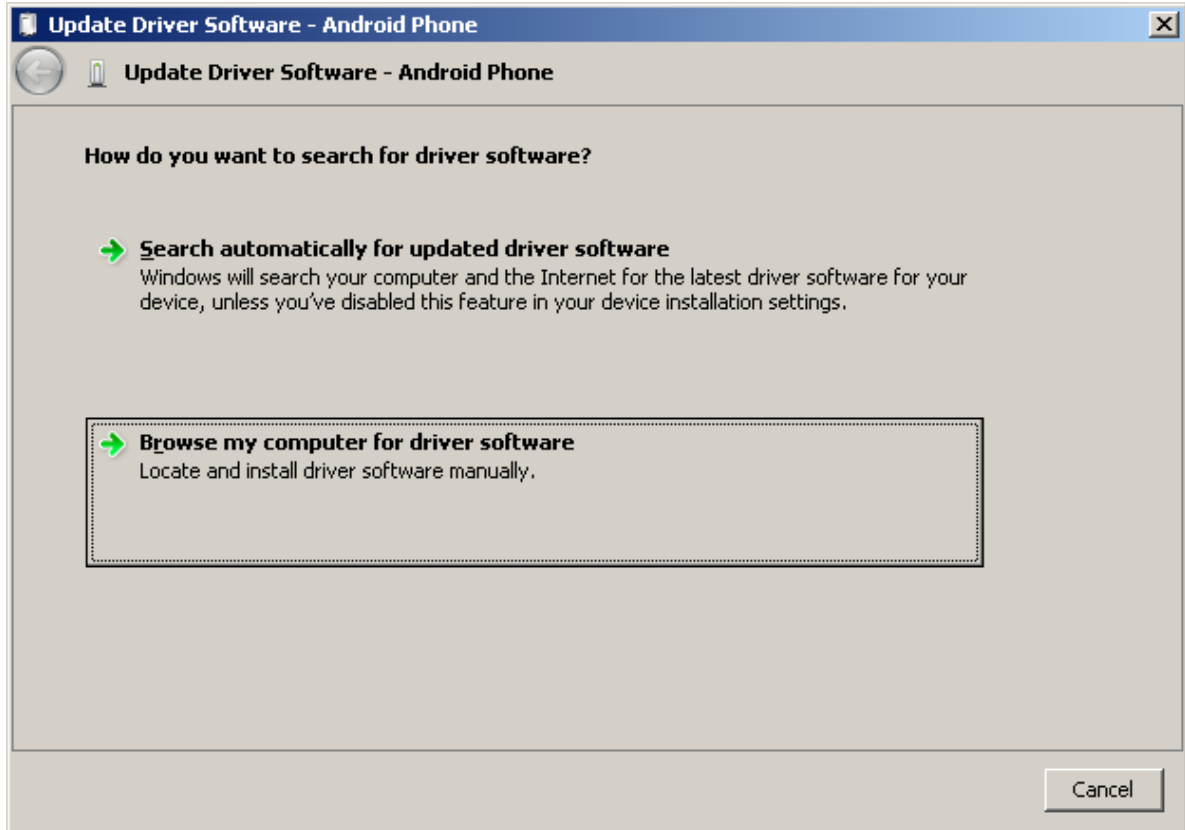 Update Driver Software - Android Phone
Update Driver Software - Android Phone
How do you want to search for driver software?
Search automatically for updated driver software
Windows will search your computer and the Internet for the latest driver software for your
device, unless you've disabled this feature in your device installation settings.
Browse my computer for driver software
Locate and install driver software manually.
Cancel